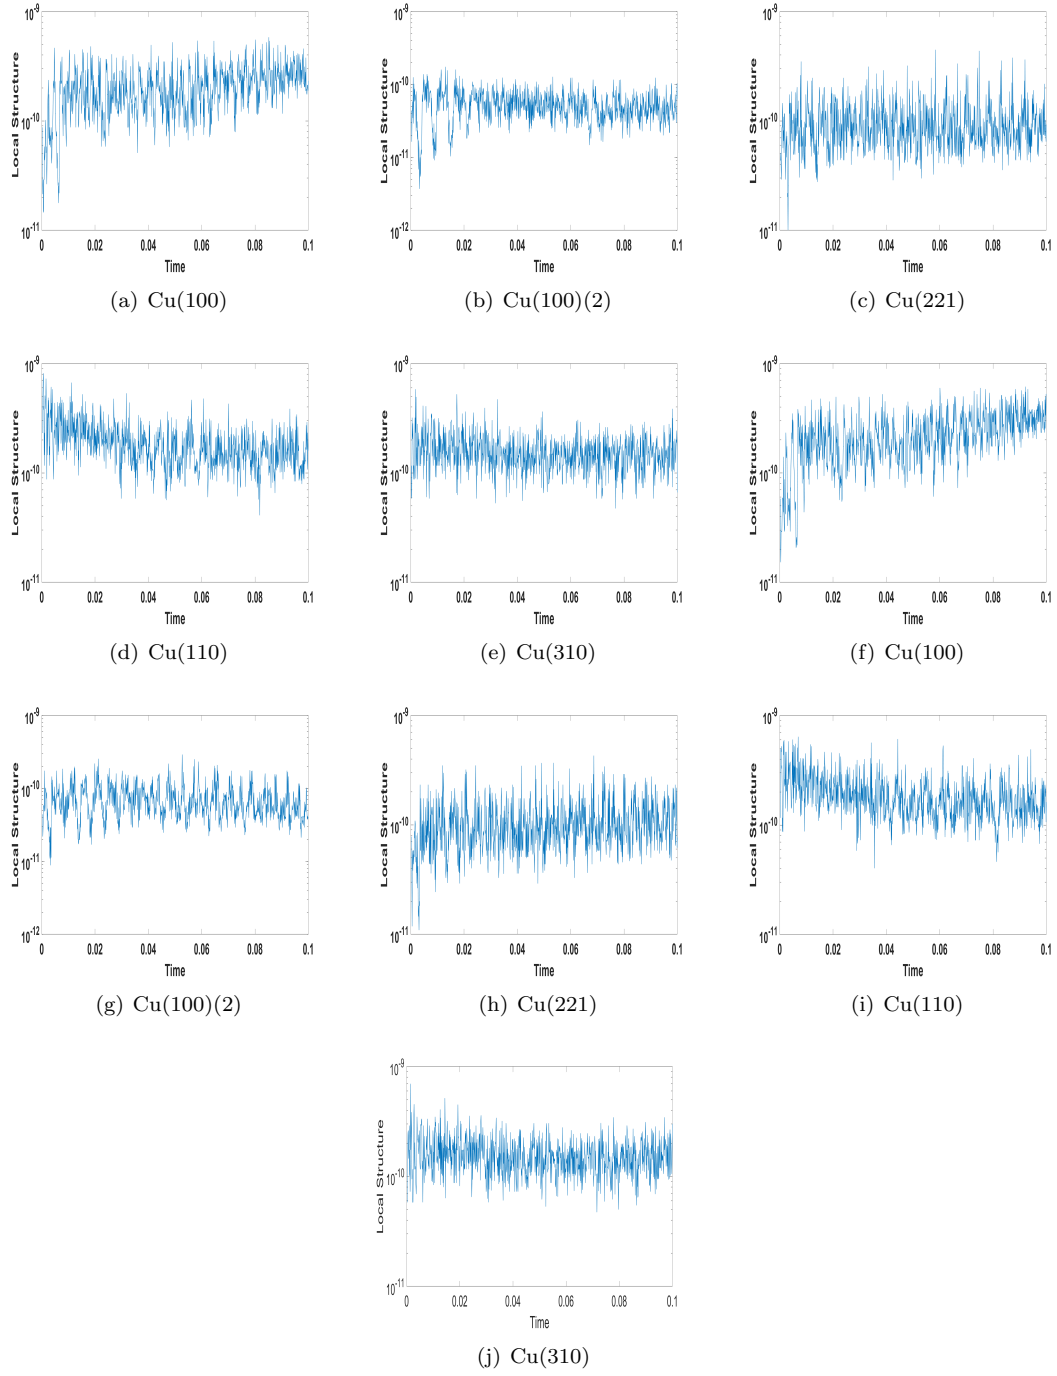 10^-9
10^-10
10^-11
Local Structure
0 0.02 0.04 0.06 0.08 0.1
Time
(a) Cu(100)
10^-9
10^-10
10^-11
10^-12
Local Structure
0 0.02 0.04 0.06 0.08 0.1
Time
(b) Cu(100)(2)
10^-9
10^-10
10^-11
Local Structure
0 0.02 0.04 0.06 0.08 0.1
Time
(c) Cu(221)
10^-9
10^-10
10^-11
Local Structure
0 0.02 0.04 0.06 0.08 0.1
Time
(d) Cu(110)
10^-9
10^-10
10^-11
Local Structure
0 0.02 0.04 0.06 0.08 0.1
Time
(e) Cu(310)
10^-9
10^-10
10^-11
Local Structure
0 0.02 0.04 0.06 0.08 0.1
Time
(f) Cu(100)
10^-9
10^-10
10^-11
10^-12
Local Structure
0 0.02 0.04 0.06 0.08 0.1
Time
(g) Cu(100)(2)
10^-9
10^-10
10^-11
Local Structure
0 0.02 0.04 0.06 0.08 0.1
Time
(h) Cu(221)
10^-9
10^-10
10^-11
Local Structure
0 0.02 0.04 0.06 0.08 0.1
Time
(i) Cu(110)
10^-9
10^-10
10^-11
Local Structure
0 0.02 0.04 0.06 0.08 0.1
Time
(j) Cu(310)